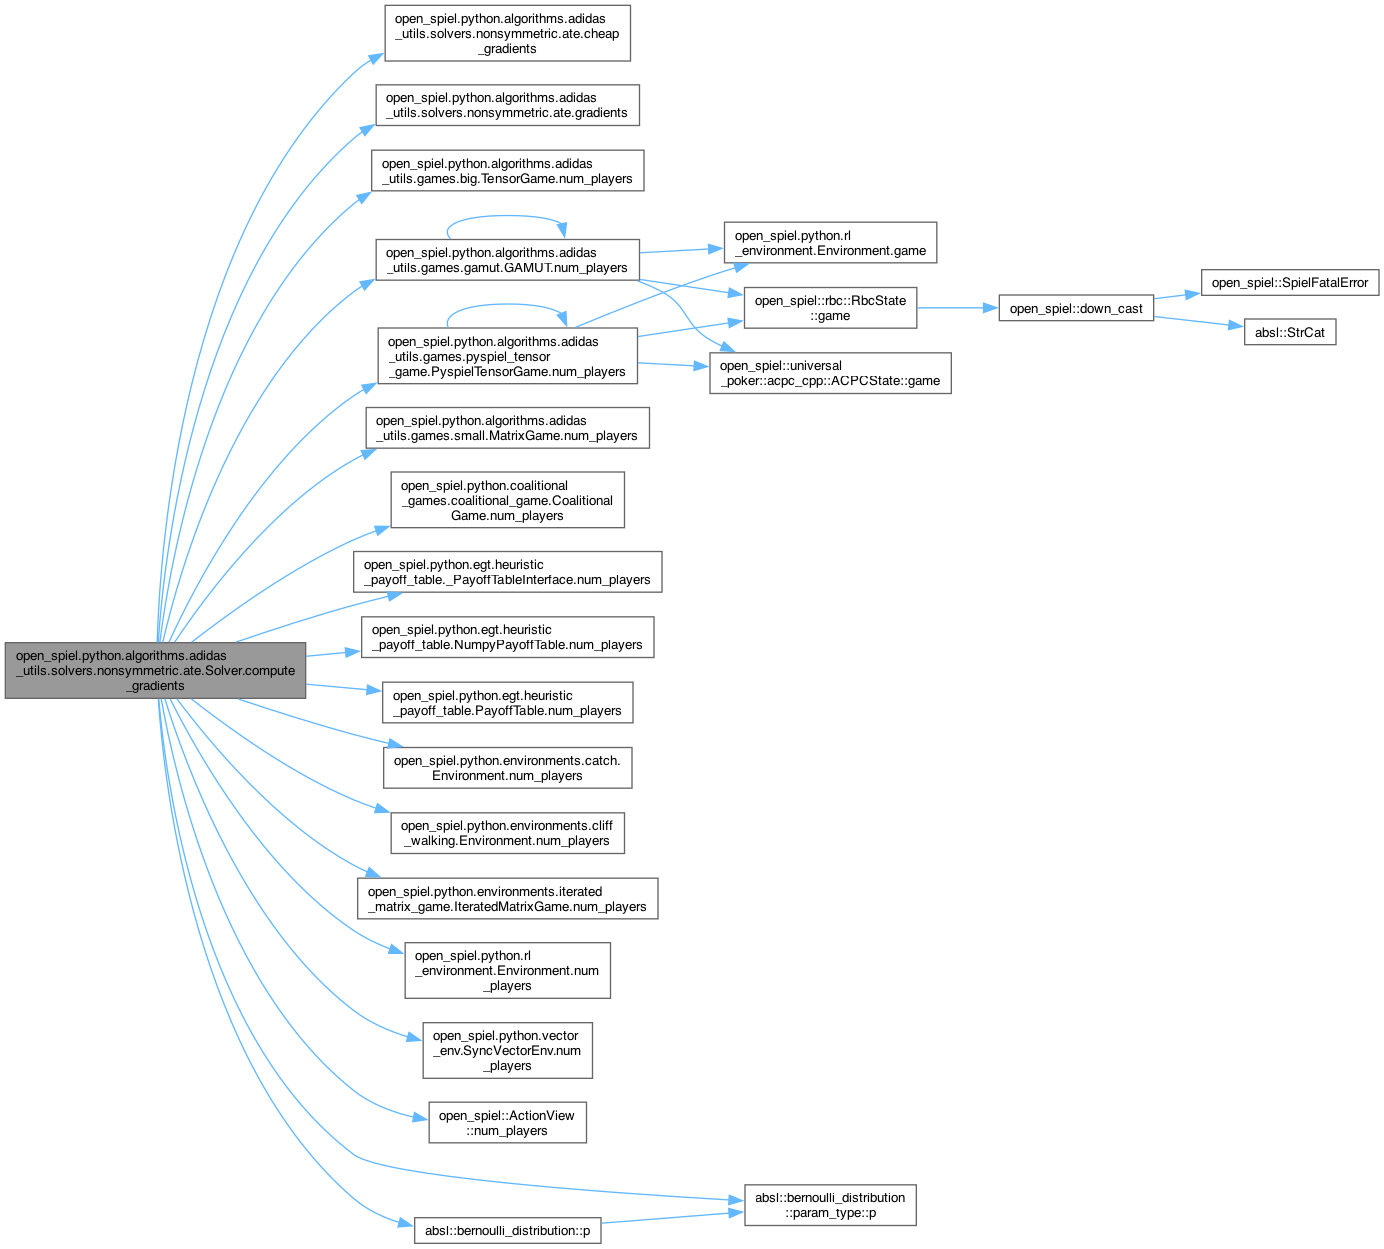 open_spiel.python.algorithms.adidas
_utils.solvers.nonsymmetric.ate.Solver.compute
_gradients
open_spiel.python.algorithms.adidas
_utils.solvers.nonsymmetric.ate.cheap
_gradients
open_spiel.python.algorithms.adidas
_utils.solvers.nonsymmetric.ate.gradients
open_spiel.python.algorithms.adidas
_utils.games.big.TensorGame.num_players
open_spiel.python.algorithms.adidas
_utils.games.gamut.GAMUT.num_players
open_spiel.python.rl
_environment.Environment.game
open_spiel::rbc::RbcState
::game
open_spiel::down_cast
open_spiel::SpielFatalError
absl::StrCat
open_spiel::universal
_poker::acpc_cpp::ACPCState::game
open_spiel.python.algorithms.adidas
_utils.games.pyspiel_tensor
_game.PyspielTensorGame.num_players
open_spiel.python.algorithms.adidas
_utils.games.small.MatrixGame.num_players
open_spiel.python.coalitional
_games.coalitional_game.Coalitional
Game.num_players
open_spiel.python.egt.heuristic
_payoff_table._PayoffTableInterface.num_players
open_spiel.python.egt.heuristic
_payoff_table.NumpyPayoffTable.num_players
open_spiel.python.egt.heuristic
_payoff_table.PayoffTable.num_players
open_spiel.python.environments.catch.
Environment.num_players
open_spiel.python.environments.cliff
_walking.Environment.num_players
open_spiel.python.environments.iterated
_matrix_game.IteratedMatrixGame.num_players
open_spiel.python.rl
_environment.Environment.num
_players
open_spiel.python.vector
_env.SyncVectorEnv.num
_players
open_spiel::ActionView
::num_players
absl::bernoulli_distribution
::param_type::p
absl::bernoulli_distribution::p